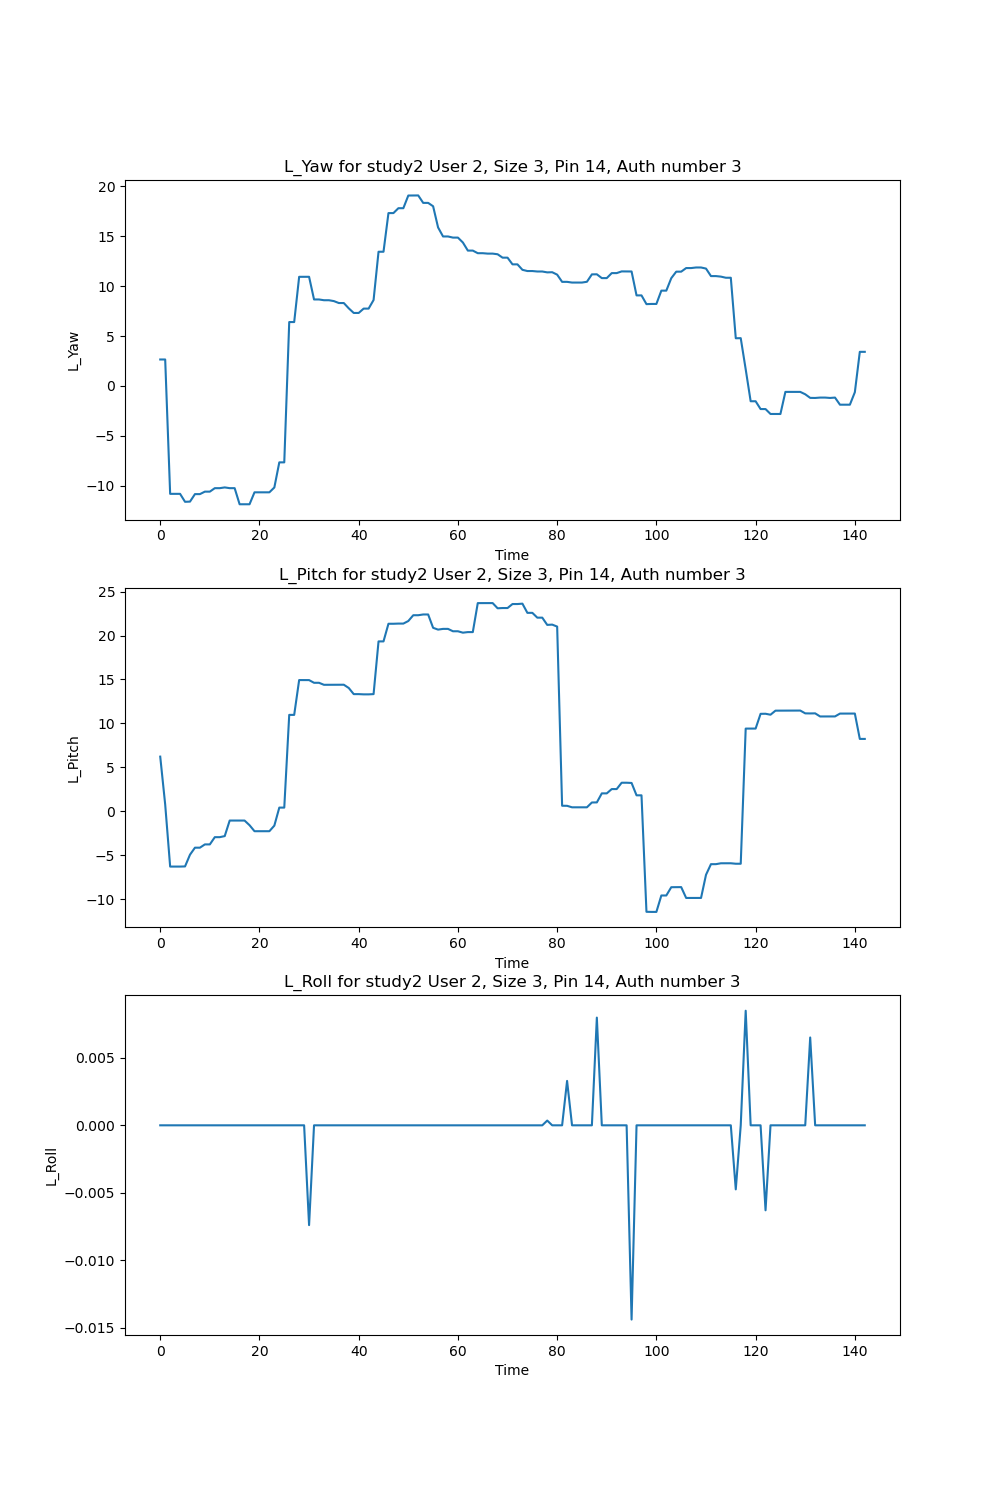 L_Yaw for study2 User 2, Size 3, Pin 14, Auth number 3
20
15
10
5
0
−5
−10
L_Yaw
0 20 40 60 80 100 120 140
Time
L_Pitch for study2 User 2, Size 3, Pin 14, Auth number 3
25
20
15
10
5
0
−5
−10
L_Pitch
0 20 40 60 80 100 120 140
Time
L_Roll for study2 User 2, Size 3, Pin 14, Auth number 3
0.005
0.000
−0.005
−0.010
−0.015
L_Roll
0 20 40 60 80 100 120 140
Time